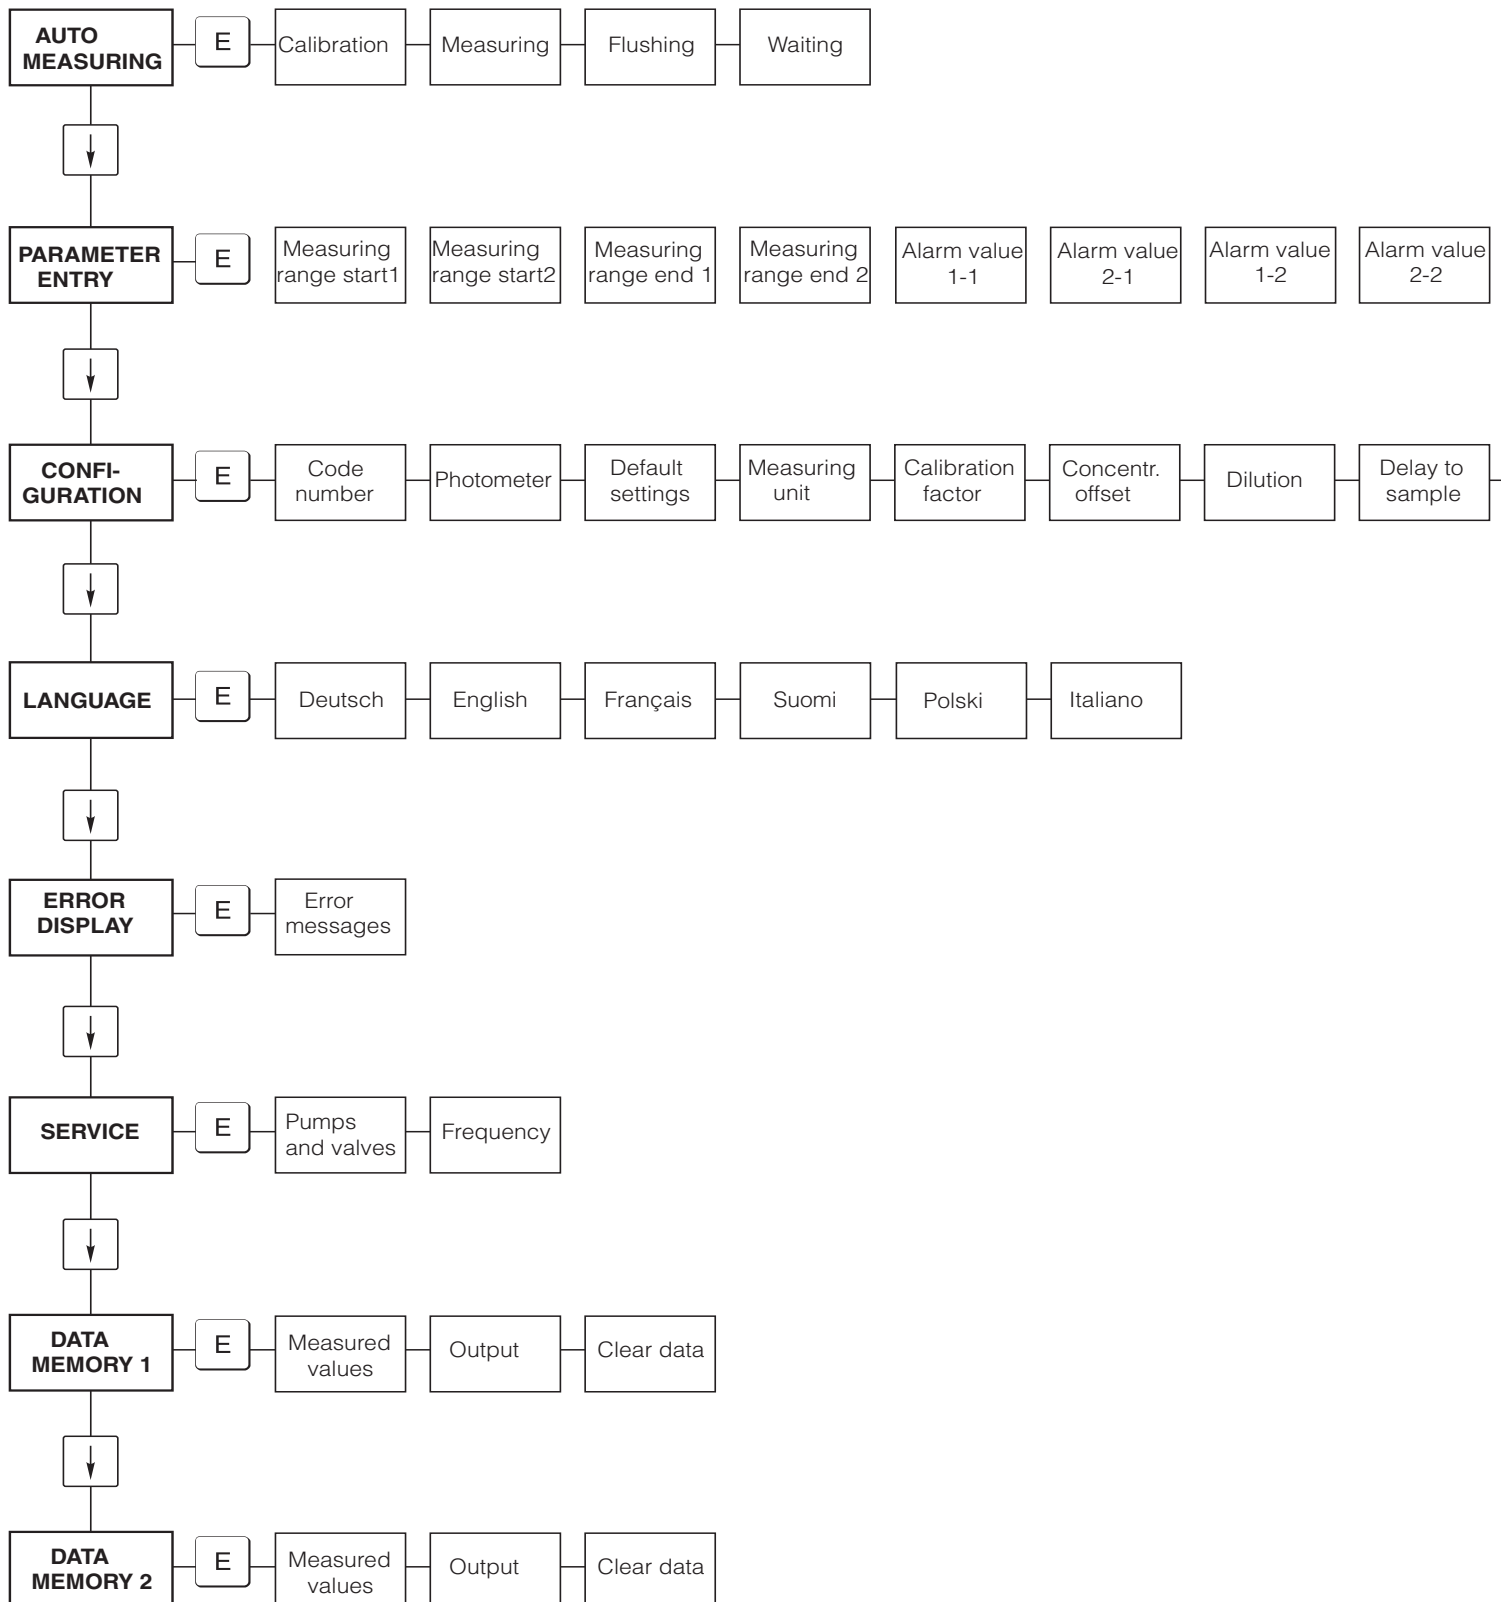 AUTO
MEASURING
E
Calibration
Measuring
Flushing
Waiting
PARAMETER
ENTRY
E
Measuring
range start1
Measuring
range start2
Measuring
range end 1
Measuring
range end 2
Alarm value
1-1
Alarm value
2-1
Alarm value
1-2
Alarm value
2-2
CONFI-
GURATION
E
Code
number
Photometer
Default
settings
Measuring
unit
Calibration
factor
Concentr.
offset
Dilution
Delay to
sample
LANGUAGE
E
Deutsch
English
Français
Suomi
Polski
Italiano
ERROR
DISPLAY
E
Error
messages
SERVICE
E
Pumps
and valves
Frequency
DATA
MEMORY 1
E
Measured
values
Output
Clear data
DATA
MEMORY 2
E
Measured
values
Output
Clear data